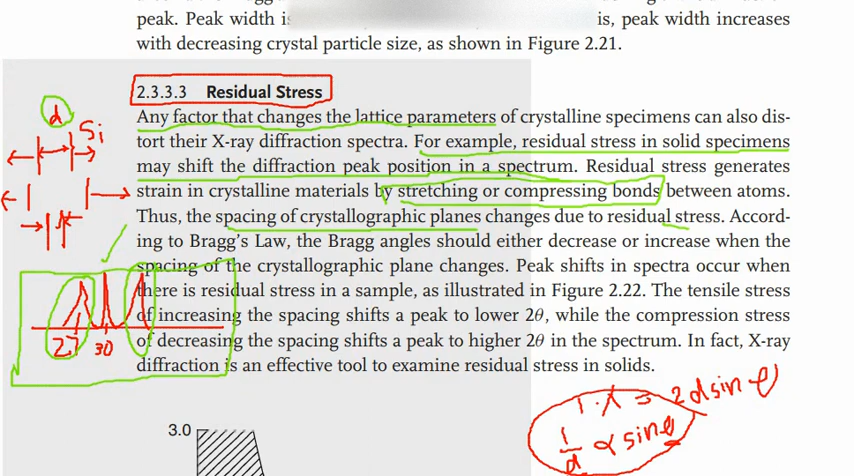 peak. Peak width is
is, peak width increases
with decreasing crystal particle size, as shown in Figure 2.21.
2.3.3.3 Residual Stress
Any factor that changes the lattice parameters of crystalline specimens can also dis-
tort their X-ray diffraction spectra. For example, residual stress in solid specimens
may shift the diffraction peak position in a spectrum. Residual stress generates
strain in crystalline materials by stretching or compressing bonds between atoms.
Thus, the spacing of crystallographic planes changes due to residual stress. Accord-
ing to Bragg's Law, the Bragg angles should either decrease or increase when the
spacing of the crystallographic plane changes. Peak shifts in spectra occur when
there is residual stress in a sample, as illustrated in Figure 2.22. The tensile stress
of increasing the spacing shifts a peak to lower 2θ, while the compression stress
of decreasing the spacing shifts a peak to higher 2θ in the spectrum. In fact, X-ray
diffraction is an effective tool to examine residual stress in solids.
d
Si
27 30
1·λ = 2dsinθ
1/d ∝ sinθ
3.0